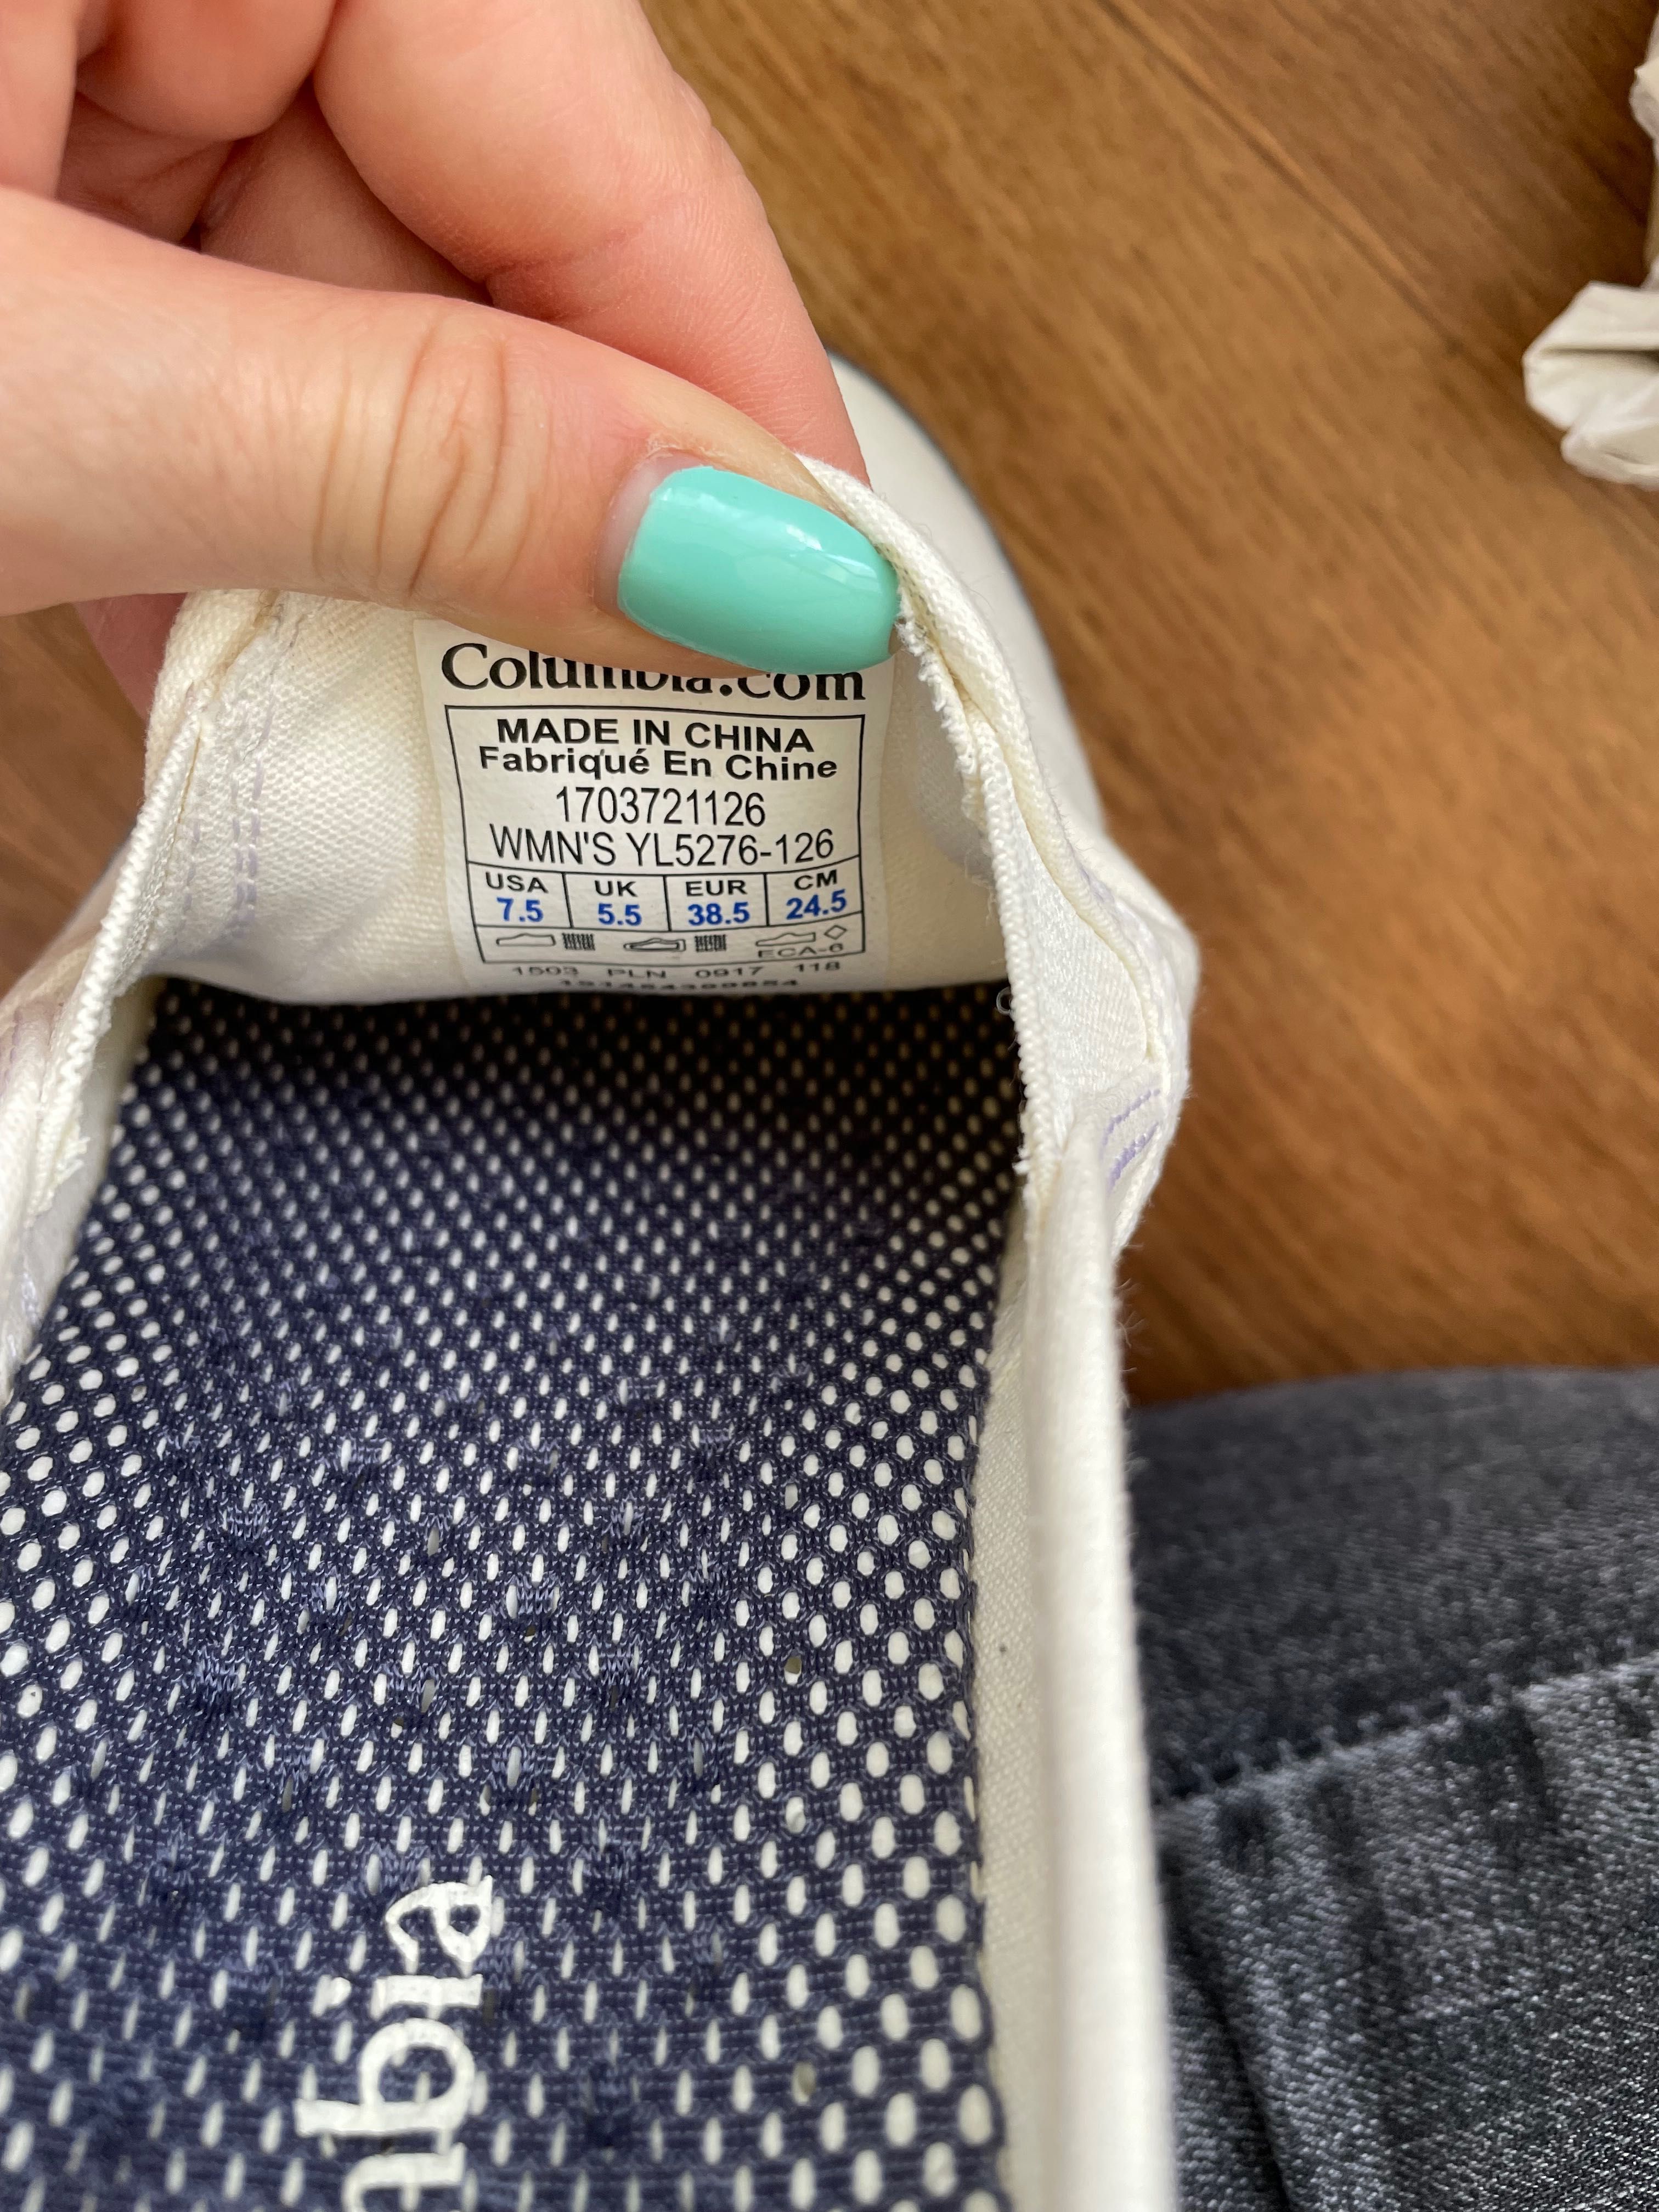 Columbia.com
MADE IN CHINA
Fabriqué En Chine
1703721126
WMN'S YL5276-126
USA UK EUR CM
7.5 5.5 38.5 24.5
ECA-6
1503 PLN 0917 118
umbia